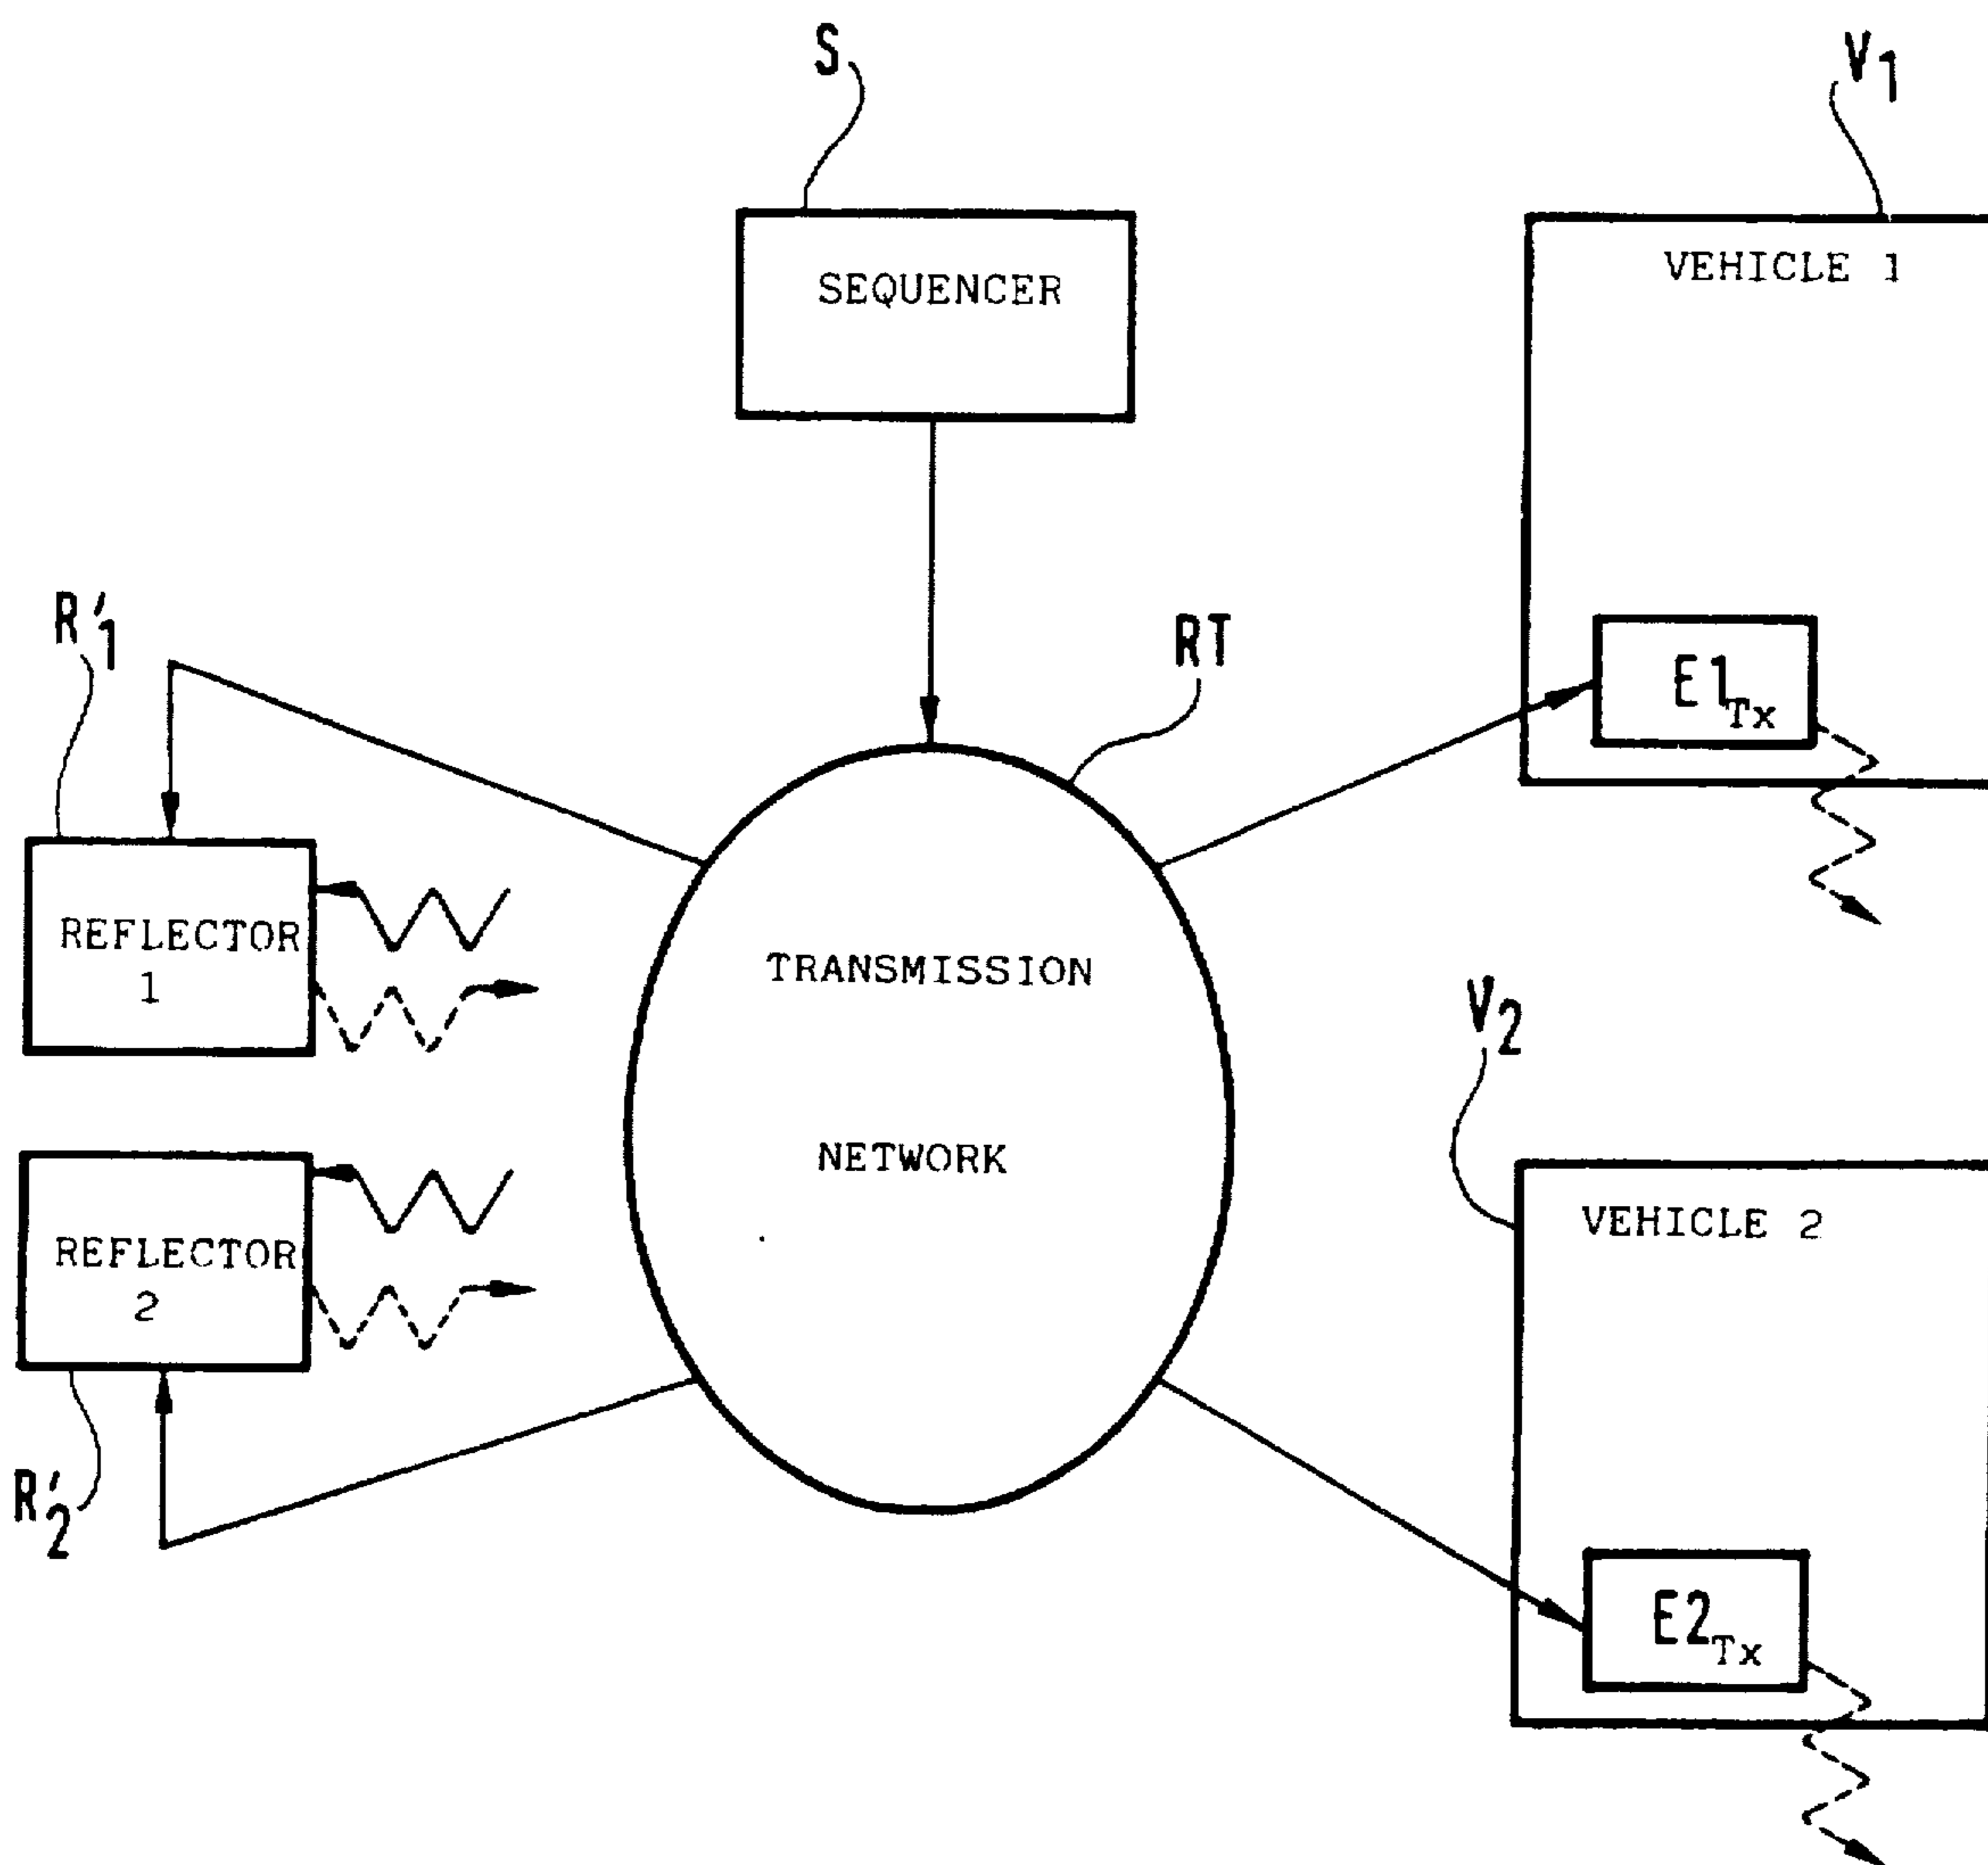 S
V1
SEQUENCER
VEHICLE 1
R'1
RT
E1Tx
REFLECTOR
1
TRANSMISSION
NETWORK
V2
REFLECTOR
2
VEHICLE 2
R'2
E2Tx